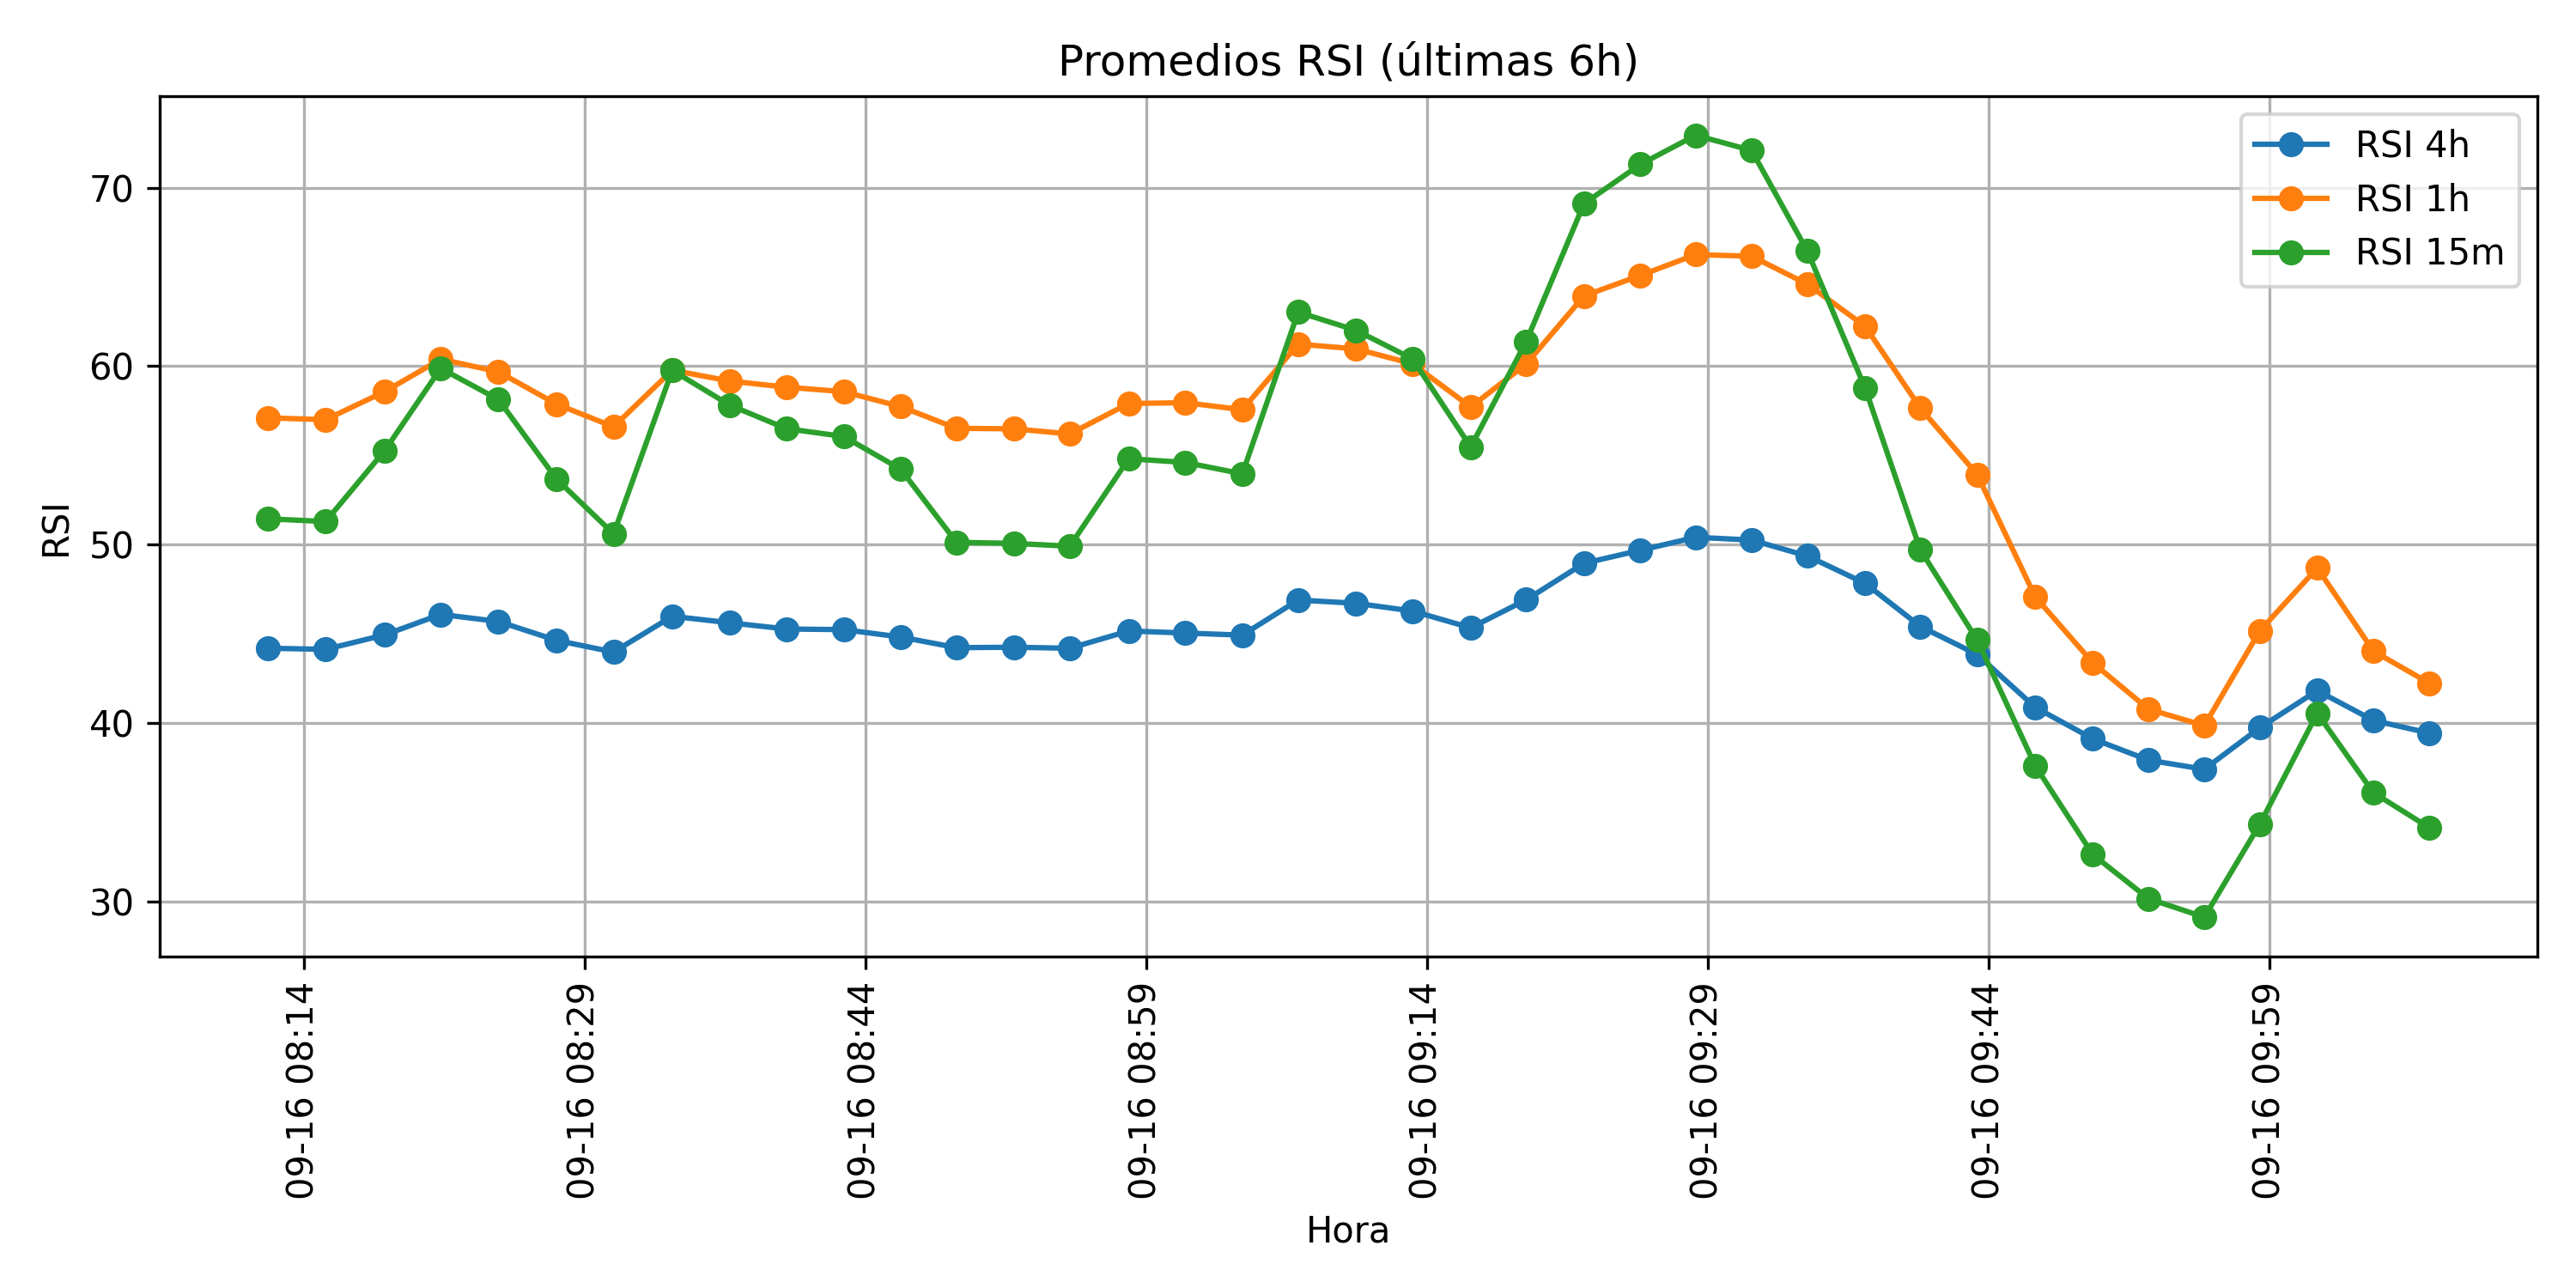 Promedios RSI (últimas 6h)
RSI 4h
RSI 1h
RSI 15m
RSI
70
60
50
40
30
09-16 08:14
09-16 08:29
09-16 08:44
09-16 08:59
09-16 09:14
09-16 09:29
09-16 09:44
09-16 09:59
Hora